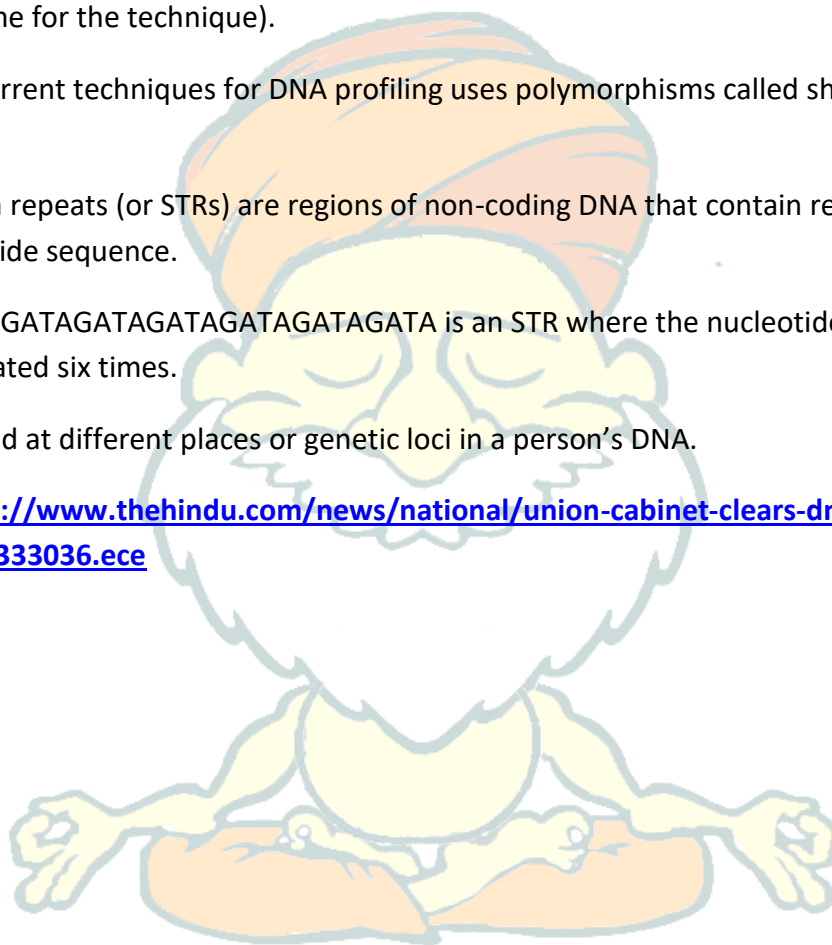 ne for the technique).
rrent techniques for DNA profiling uses polymorphisms called sh
n repeats (or STRs) are regions of non-coding DNA that contain re
ide sequence.
GATAGATAGATAGATAGATAGATAGATA is an STR where the nucleotide
ated six times.
d at different places or genetic loci in a person’s DNA.
://www.thehindu.com/news/national/union-cabinet-clears-dn
333036.ece